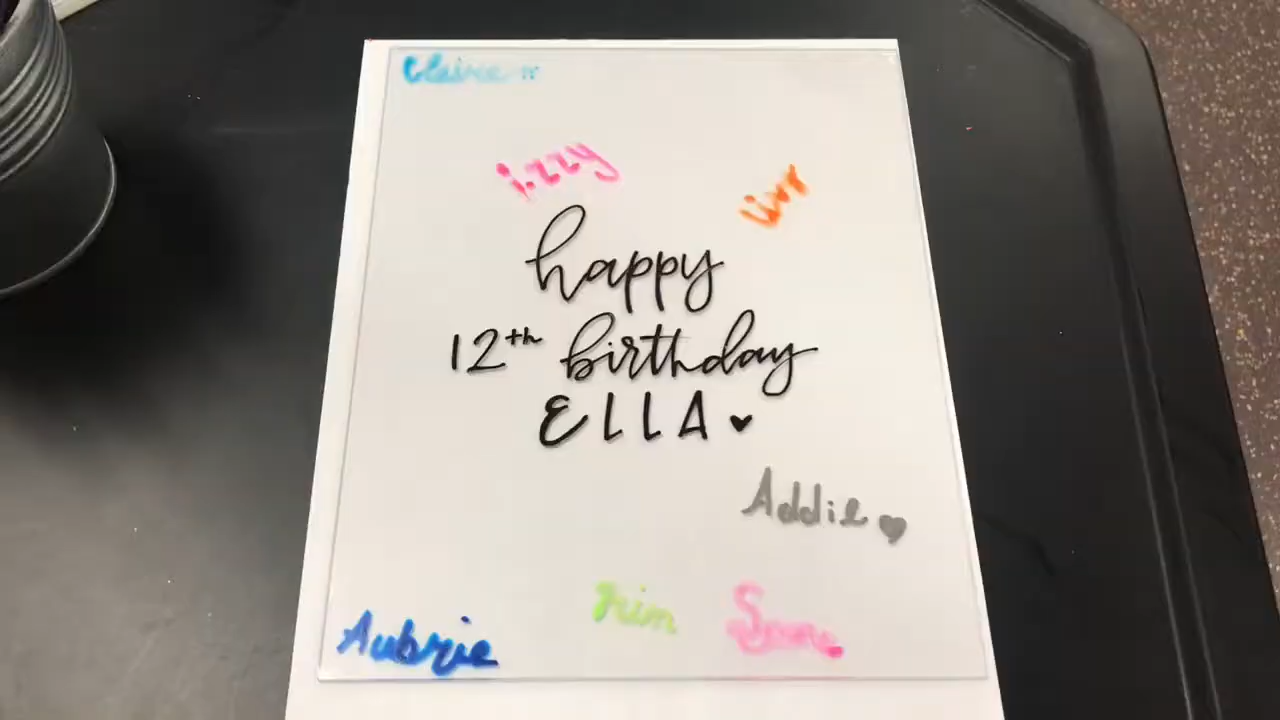 Claire
izzy
happy
12th birthday
ELLA ♥
Addie ♥
Aubrie